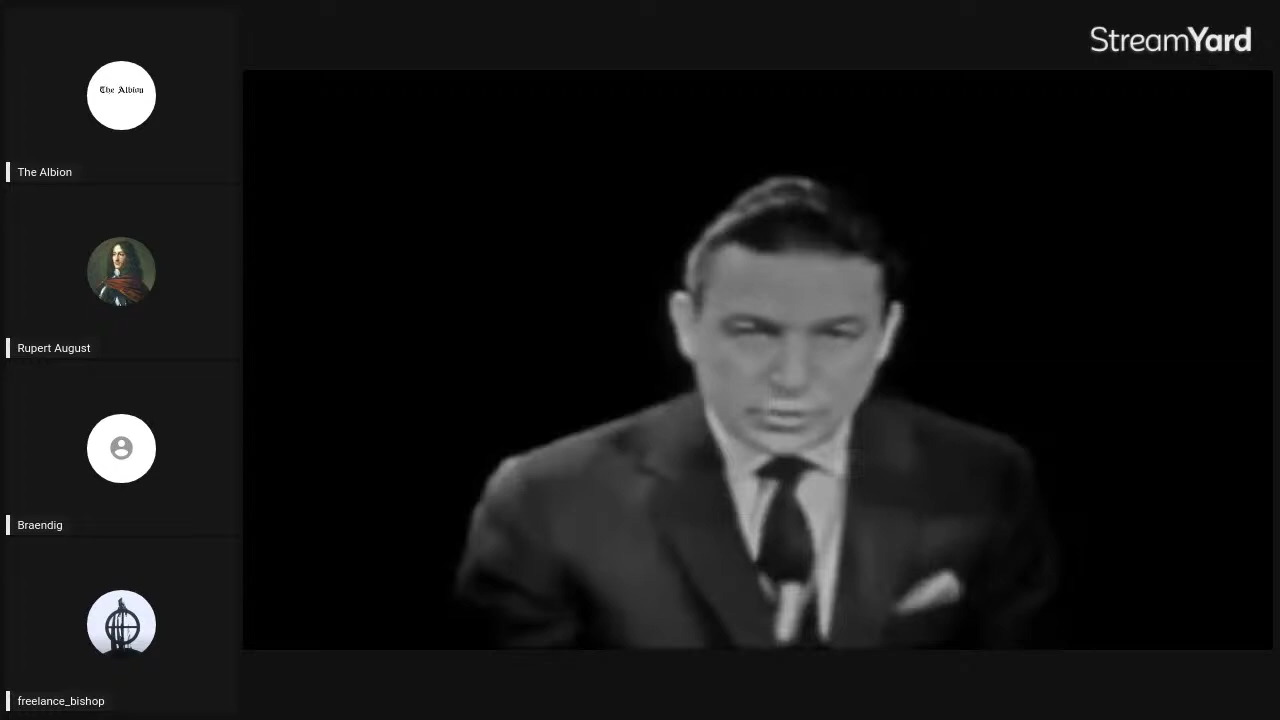 StreamYard
The Albion
The Albion
Rupert August
Braendig
freelance_bishop